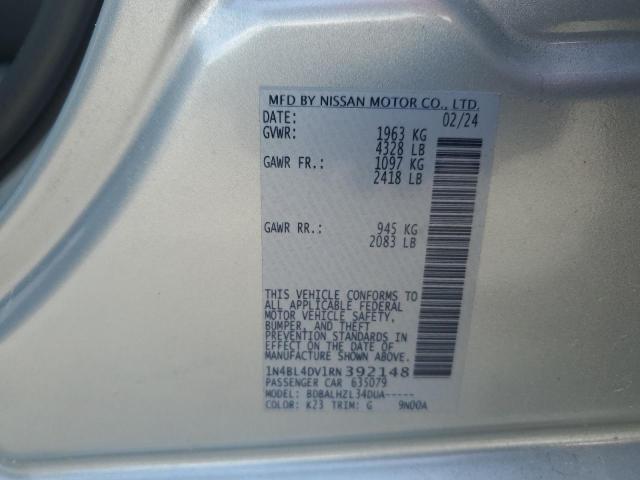 MFD BY NISSAN MOTOR CO., LTD.
DATE: 02/24
GVWR: 1963 KG
4328 LB
GAWR FR.: 1097 KG
2418 LB
GAWR RR.: 945 KG
2083 LB
THIS VEHICLE CONFORMS TO
ALL APPLICABLE FEDERAL
MOTOR VEHICLE SAFETY,
BUMPER, AND THEFT
PREVENTION STANDARDS IN
EFFECT ON THE DATE OF
MANUFACTURE SHOWN ABOVE.
1N4BL4DV1RN392148
PASSENGER CAR 635079
MODEL: BDBALHZL34DUA-----
COLOR: K23 TRIM: G 9N00A